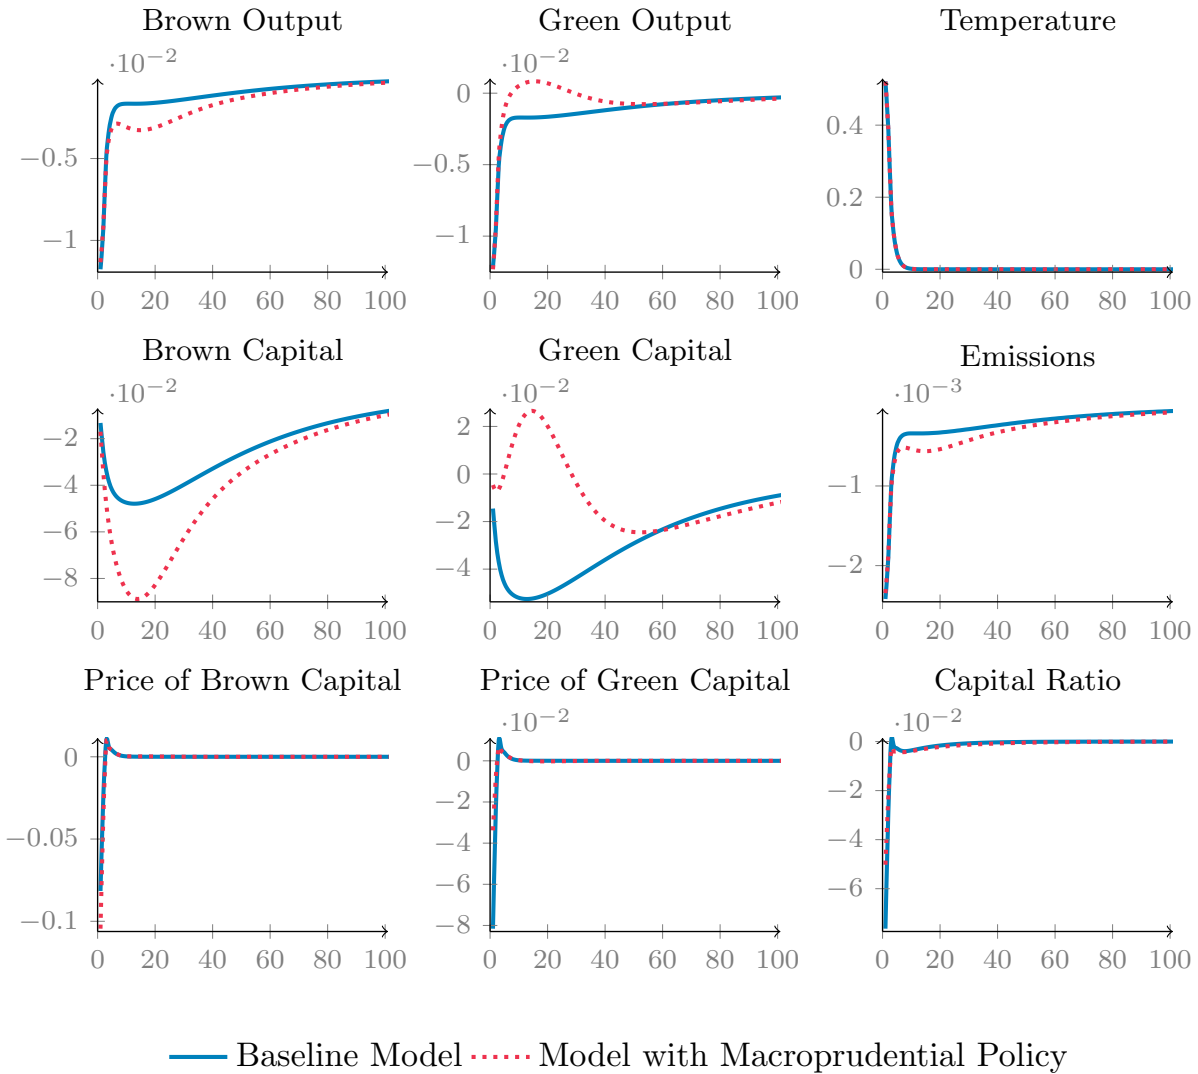 Brown Output
Green Output
Temperature
·10⁻²
−0.5
−1
0 20 40 60 80 100
·10⁻²
0
−0.5
−1
0 20 40 60 80 100
0.4
0.2
0
0 20 40 60 80 100
Brown Capital
Green Capital
Emissions
·10⁻²
−2
−4
−6
−8
0 20 40 60 80 100
·10⁻²
2
0
−2
−4
0 20 40 60 80 100
·10⁻³
−1
−2
0 20 40 60 80 100
Price of Brown Capital
Price of Green Capital
Capital Ratio
0
−0.05
−0.1
0 20 40 60 80 100
·10⁻²
0
−2
−4
−6
−8
0 20 40 60 80 100
·10⁻²
0
−2
−4
−6
0 20 40 60 80 100
Baseline Model Model with Macroprudential Policy